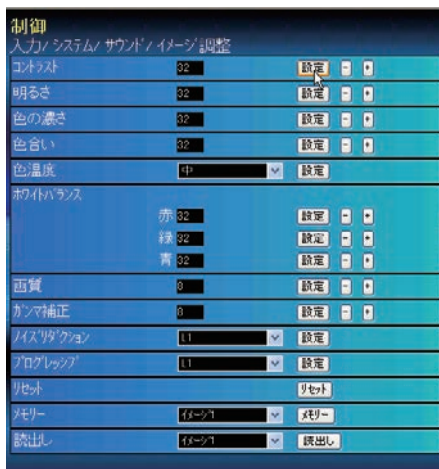 制御
入力/ システム/ サウンド/ イメージ調整
コントラスト 32 設定 - +
明るさ 32 設定 - +
色の濃さ 32 設定 - +
色合い 32 設定 - +
色温度 中 設定
ホワイトバランス
赤 32 設定 - +
緑 32 設定 - +
青 32 設定 - +
画質 8 設定 - +
ガンマ補正 8 設定 - +
ノイズリダクション L1 設定
プログレッシブ L1 設定
リセット リセット
メモリー イメージ1 メモリー
読出し イメージ1 読出し